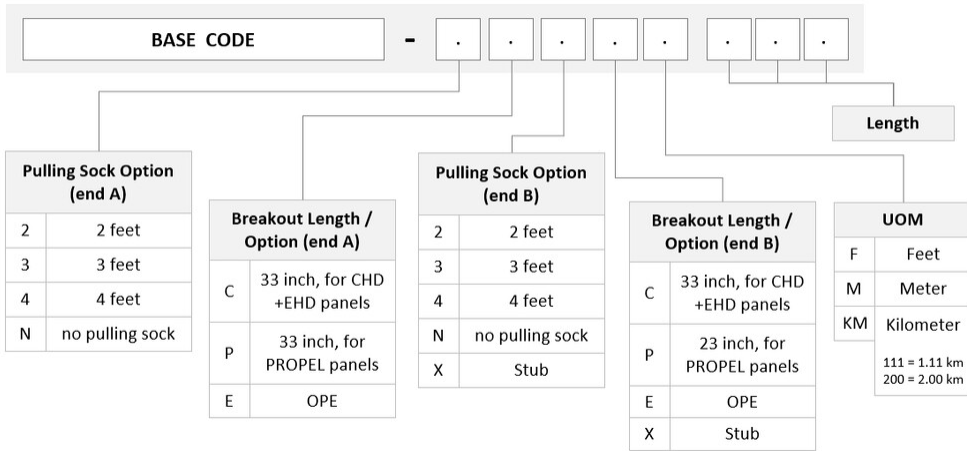 BASE CODE - . . . . . . . .
Length
Pulling Sock Option
(end A)
2 2 feet
3 3 feet
4 4 feet
N no pulling sock
Breakout Length /
Option (end A)
C 33 inch, for CHD
+EHD panels
P 33 inch, for
PROPEL panels
E OPE
Pulling Sock Option
(end B)
2 2 feet
3 3 feet
4 4 feet
N no pulling sock
X Stub
Breakout Length /
Option (end B)
C 33 inch, for CHD
+EHD panels
P 23 inch, for
PROPEL panels
E OPE
X Stub
UOM
F Feet
M Meter
KM Kilometer
111 = 1.11 km
200 = 2.00 km